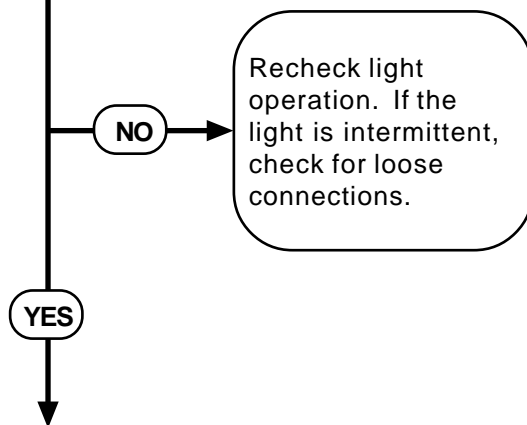 Recheck light
operation. If the
light is intermittent,
check for loose
connections.
NO
YES